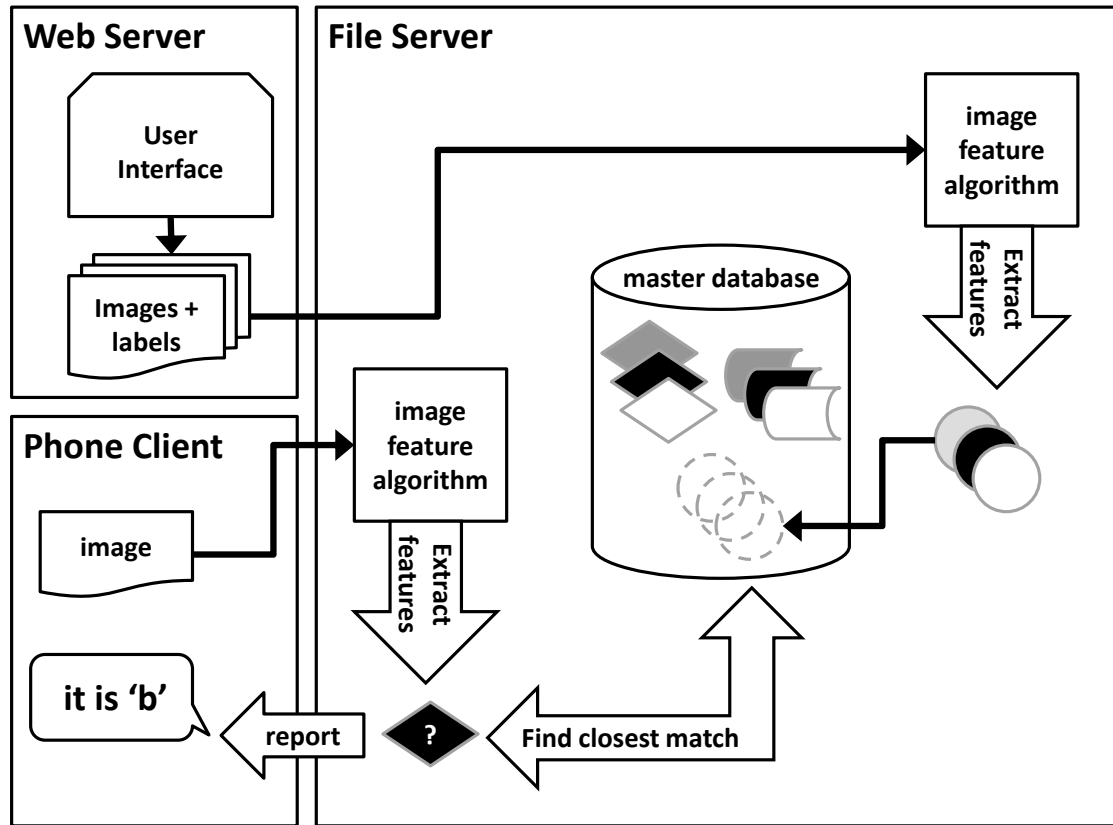 Web Server
User
Interface
Images +
labels
File Server
image
feature
algorithm
Extract
features
master database
Phone Client
image
image
feature
algorithm
Extract
features
it is ‘b’
report
?
Find closest match